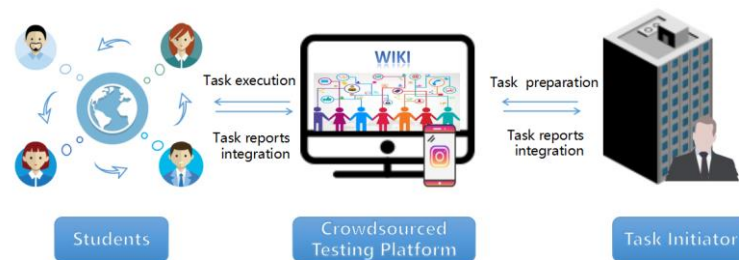 WIKI
Task execution
Task reports
integration
Task preparation
Task reports
integration
Students
Crowdsourced
Testing Platform
Task Initiator